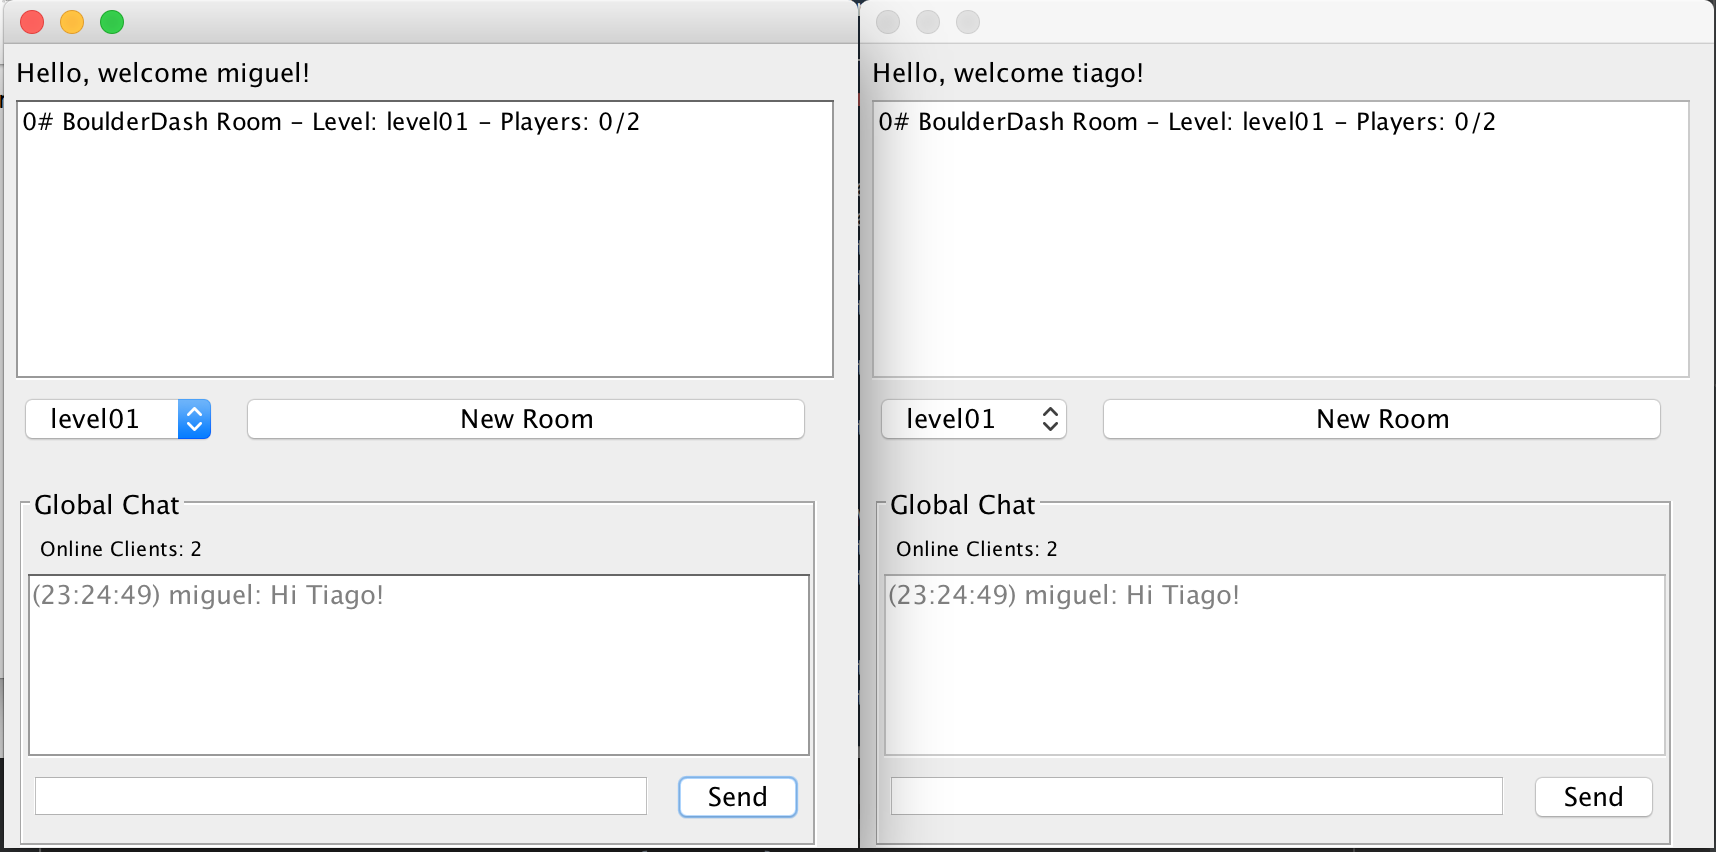 Hello, welcome miguel!
0# BoulderDash Room - Level: level01 - Players: 0/2
level01
New Room
Global Chat
Online Clients: 2
(23:24:49) miguel: Hi Tiago!
Send
Hello, welcome tiago!
0# BoulderDash Room - Level: level01 - Players: 0/2
level01
New Room
Global Chat
Online Clients: 2
(23:24:49) miguel: Hi Tiago!
Send